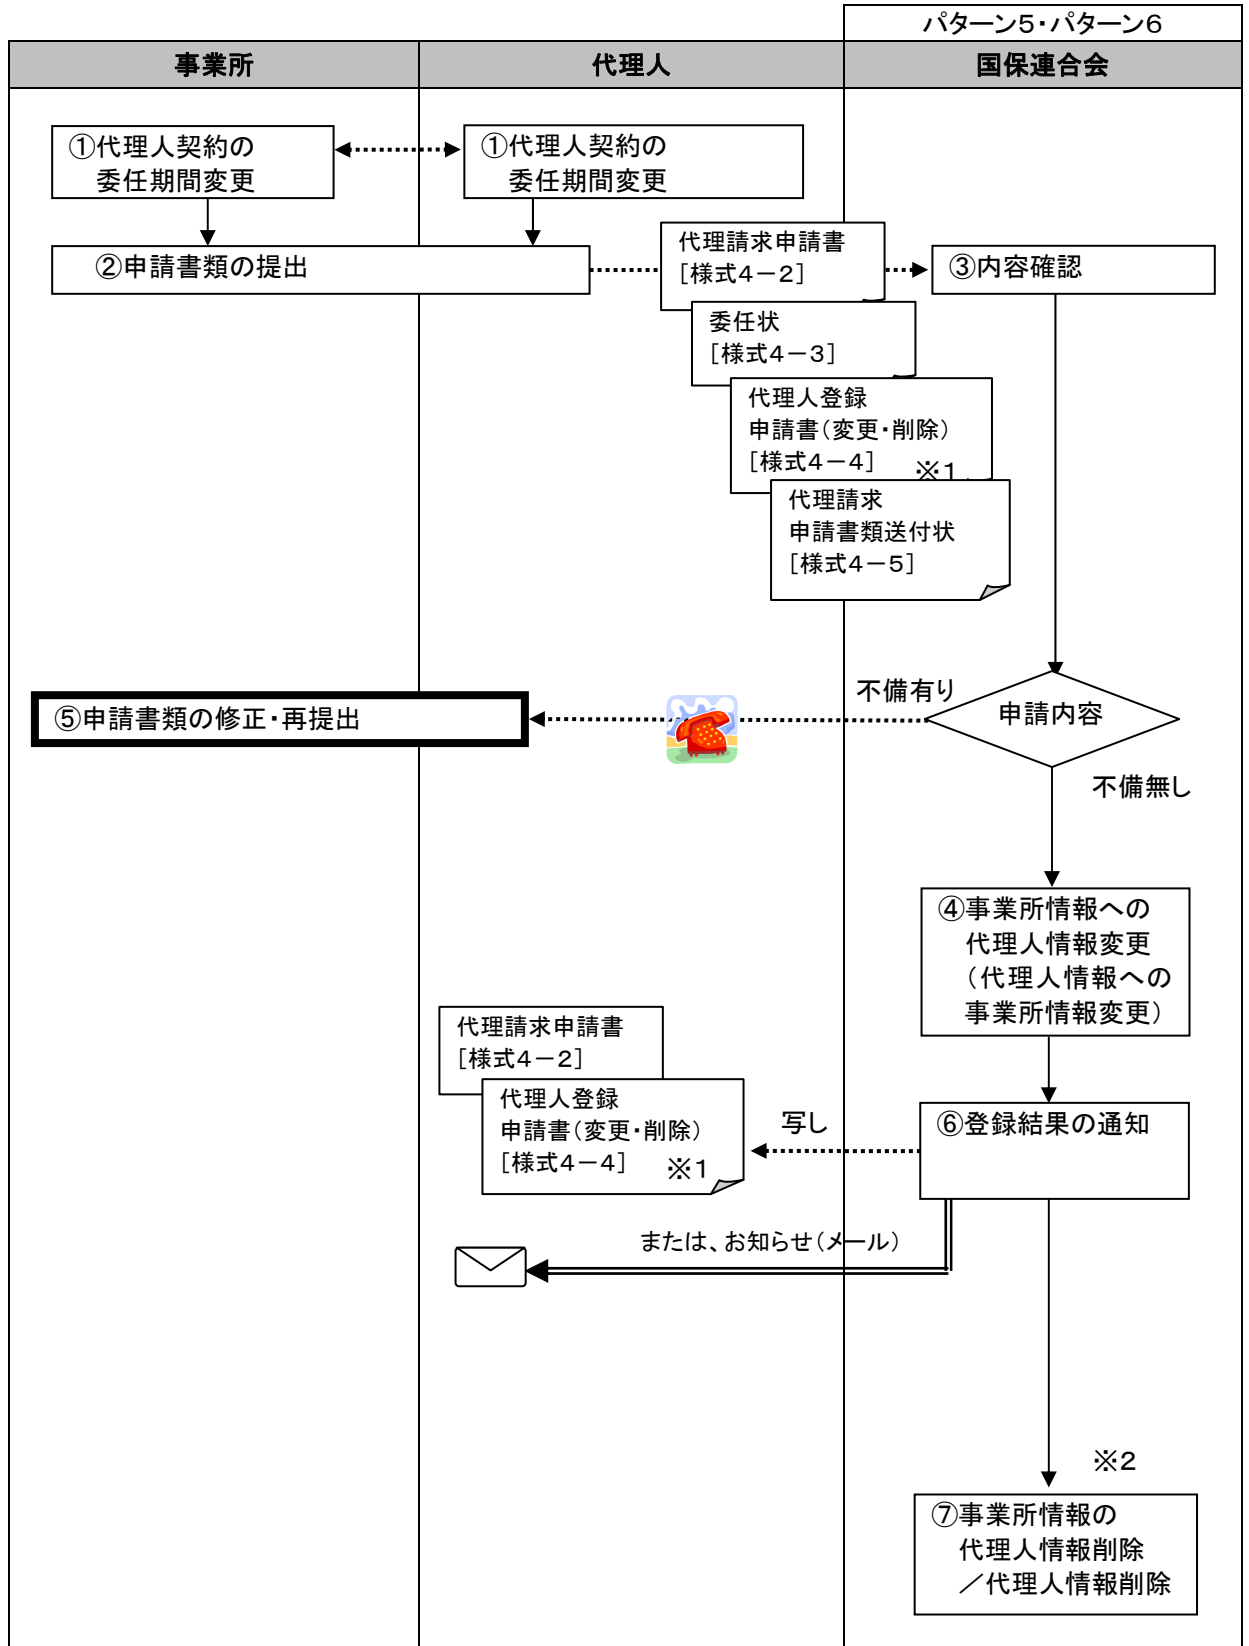 パターン５・パターン６
事業所
代理人
国保連合会
①代理人契約の
委任期間変更
①代理人契約の
委任期間変更
②申請書類の提出
代理請求申請書
［様式４－２］
③内容確認
委任状
［様式４－３］
代理人登録
申請書（変更・削除）
［様式４－４］
※１
代理請求
申請書類送付状
［様式４－５］
不備有り
申請内容
⑤申請書類の修正・再提出
不備無し
④事業所情報への
代理人情報変更
（代理人情報への
事業所情報変更）
代理請求申請書
［様式４－２］
代理人登録
申請書（変更・削除）
［様式４－４］
※１
写し
⑥登録結果の通知
または、お知らせ（メール）
※２
⑦事業所情報の
代理人情報削除
／代理人情報削除